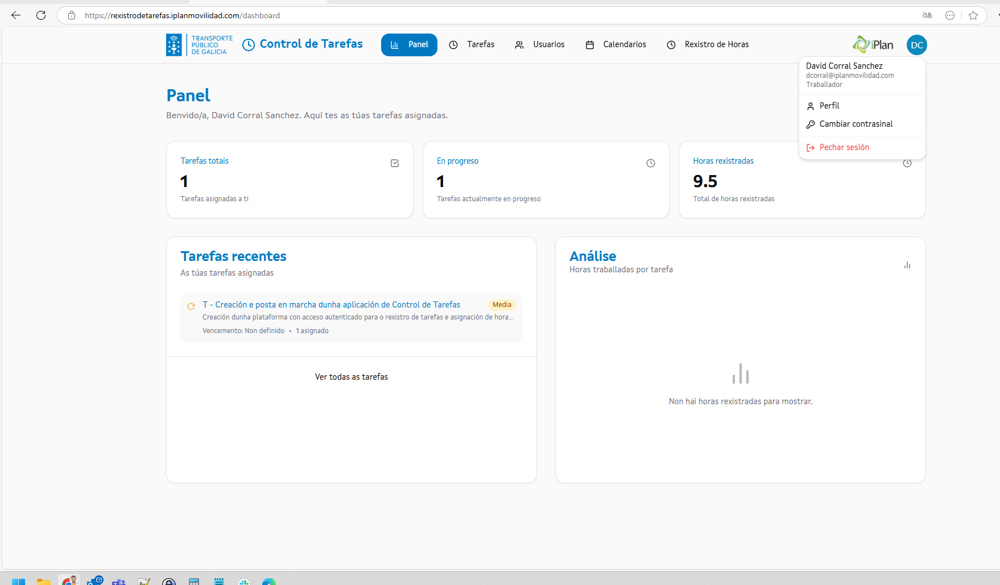 https://rexistrodetarefas.iplanmovilidad.com/dashboard
aあ
TRANSPORTE
PÚBLICO
DE GALICIA
Control de Tarefas
Panel
Tarefas
Usuarios
Calendarios
Rexistro de Horas
iPlan
DC
David Corral Sanchez
dcorral@iplanmovilidad.com
Traballador
Perfil
Cambiar contrasinal
Pechar sesión
Panel
Benvido/a, David Corral Sanchez. Aquí tes as túas tarefas asignadas.
Tarefas totais
1
Tarefas asignadas a ti
En progreso
1
Tarefas actualmente en progreso
Horas rexistradas
9.5
Total de horas rexistradas
Tarefas recentes
As túas tarefas asignadas
T - Creación e posta en marcha dunha aplicación de Control de Tarefas
Media
Creación dunha plataforma con acceso autenticado para o rexistro de tarefas e asignación de hora...
Vencemento: Non definido • 1 asignado
Ver todas as tarefas
Análise
Horas traballadas por tarefa
Non hai horas rexistradas para mostrar.